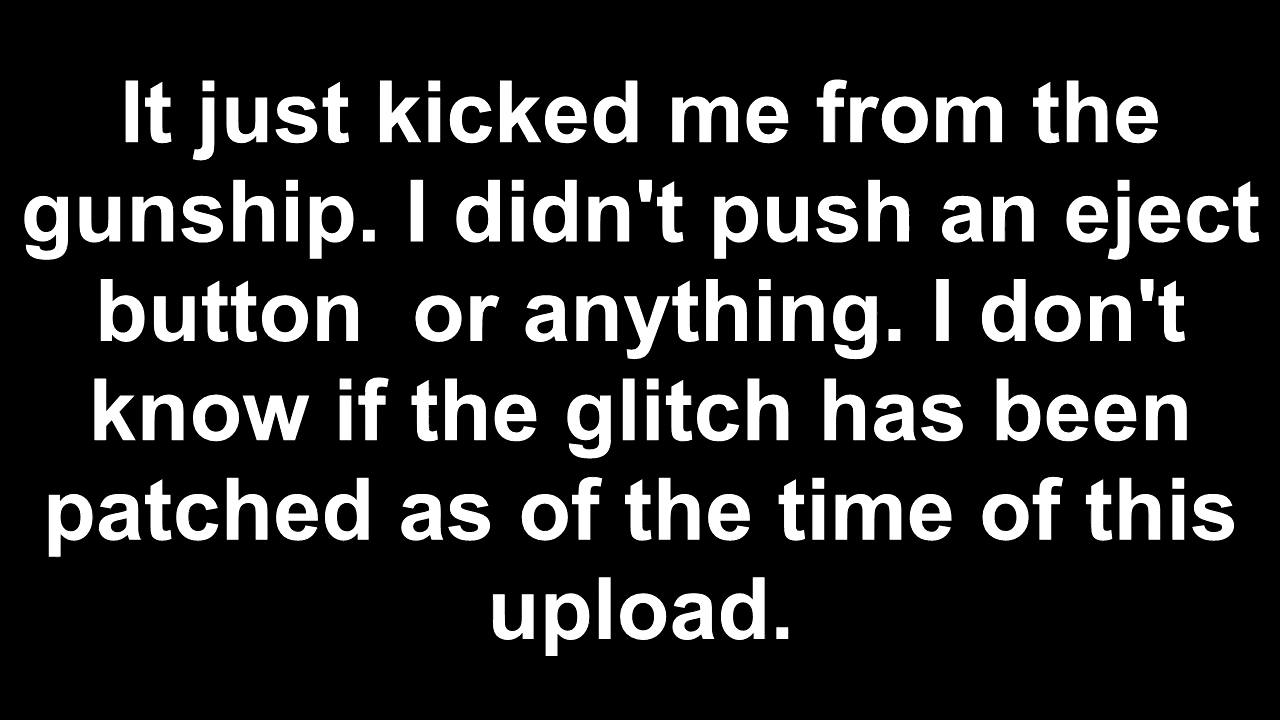 It just kicked me from the
gunship. I didn't push an eject
button  or anything. I don't
know if the glitch has been
patched as of the time of this
upload.